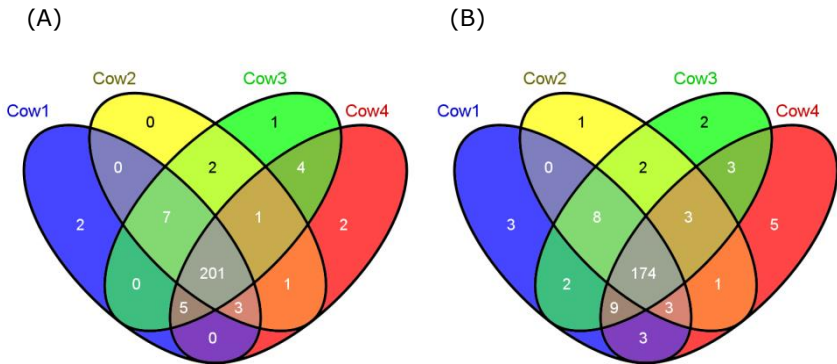 (A) (B)
Cow2 Cow3 Cow2 Cow3
Cow1 Cow4 Cow1 Cow4
0 1 1 2
0 2 4 0 2 3
2 7 1 2 3 8 3 5
201 174
0 1 2 1
5 3 9 3
0 3